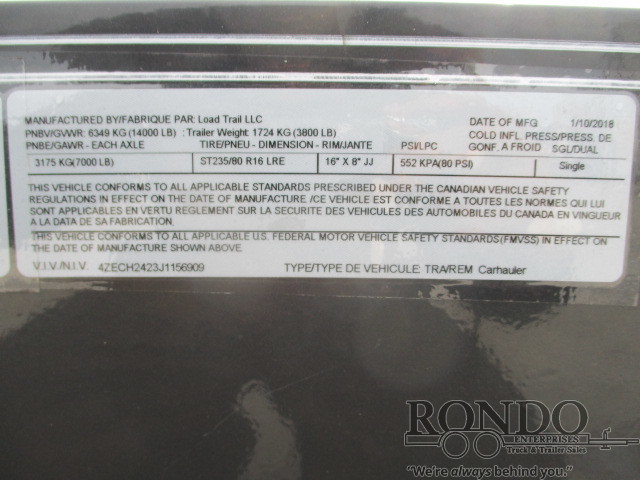 MANUFACTURED BY/FABRIQUE PAR: Load Trail LLC DATE OF MFG 1/10/2018
PNBV/GVWR: 6349 KG (14000 LB) : Trailer Weight: 1724 KG (3800 LB) COLD INFL. PRESS/PRESS. DE
PNBE/GAWR - EACH AXLE TIRE/PNEU - DIMENSION - RIM/JANTE PSI/LPC GONF. A FROID SGL/DUAL
3175 KG(7000 LB) ST235/80 R16 LRE 16" X 8" JJ 552 KPA(80 PSI) Single
THIS VEHICLE CONFORMS TO ALL APPLICABLE STANDARDS PRESCRIBED UNDER THE CANADIAN VEHICLE SAFETY
REGULATIONS IN EFFECT ON THE DATE OF MANUFACTURE /CE VEHICULE EST CONFORME A TOUTES LES NORMES QUI LUI
SONT APPLICABLES EN VERTU REGLEMENT SUR LA SECURITE DES VEHICULES DES AUTOMOBILES DU CANADA EN VINGUEUR
A LA DATE DE SA FABRICATION.
THIS VEHICLE CONFORMS TO ALL APPLICABLE U.S. FEDERAL MOTOR VEHICLE SAFETY STANDARDS(FMVSS) IN EFFECT
ON THE DATE OF MANUFACTURE SHOWN ABOVE.
V.I.V./N.I.V. 4ZECH2423J1156909 TYPE/TYPE DE VEHICULE: TRA/REM Carhauler
RONDO
ENTERPRISES
Truck & Trailer Sales
"We're always behind you."